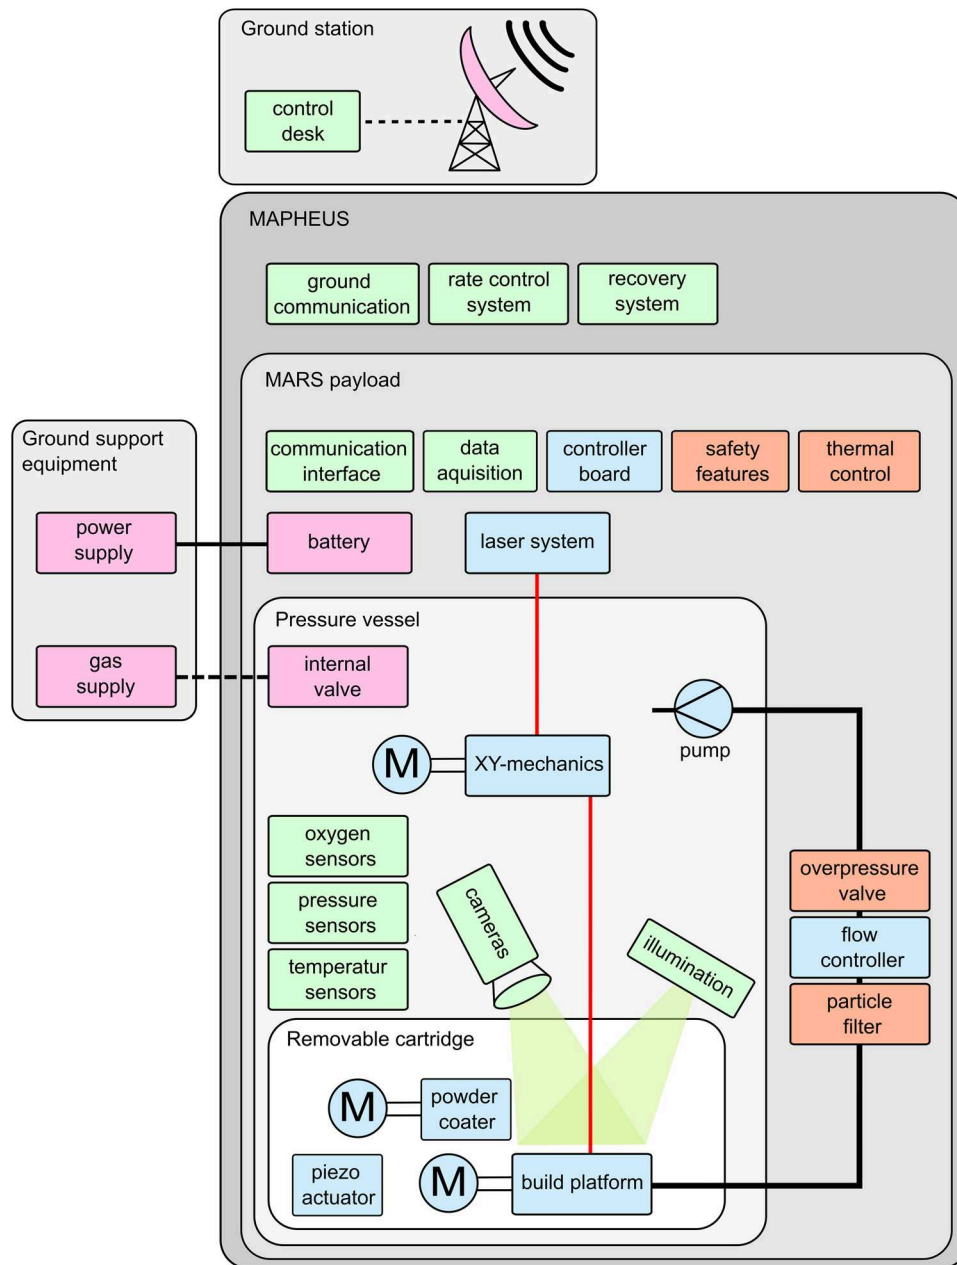 Ground station
control
desk
MAPHEUS
ground
communication
rate control
system
recovery
system
MARS payload
Ground support
equipment
communication
interface
data
aquisition
controller
board
safety
features
thermal
control
power
supply
battery
laser system
Pressure vessel
gas
supply
internal
valve
pump
M
XY-mechanics
oxygen
sensors
pressure
sensors
temperatur
sensors
cameras
illumination
overpressure
valve
flow
controller
particle
filter
Removable cartridge
M
powder
coater
piezo
actuator
M
build platform